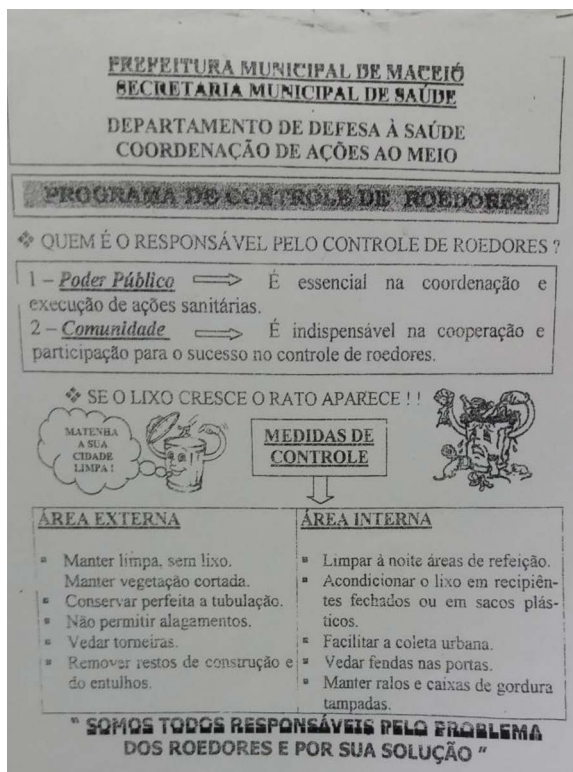 PREFEITURA MUNICIPAL DE MACEIÓ
SECRETARIA MUNICIPAL DE SAÚDE
DEPARTAMENTO DE DEFESA À SAÚDE
COORDENAÇÃO DE AÇÕES AO MEIO
PROGRAMA DE CONTROLE DE ROEDORES
❖ QUEM É O RESPONSÁVEL PELO CONTROLE DE ROEDORES ?
1 – Poder Público ⟹ É essencial na coordenação e
execução de ações sanitárias.
2 – Comunidade ⟹ É indispensável na cooperação e
participação para o sucesso no controle de roedores.
❖ SE O LIXO CRESCE O RATO APARECE ! !
MATENHA
A SUA
CIDADE
LIMPA !
MEDIDAS DE
CONTROLE
ÁREA EXTERNA
▪ Manter limpa, sem lixo.
Manter vegetação cortada.
▪ Conservar perfeita a tubulação.
▪ Não permitir alagamentos.
▪ Vedar torneiras.
▪ Remover restos de construção e
do entulhos.
ÁREA INTERNA
▪ Limpar à noite áreas de refeição.
▪ Acondicionar o lixo em recipiên-
tes fechados ou em sacos plás-
ticos.
▪ Facilitar a coleta urbana.
▪ Vedar fendas nas portas.
▪ Manter ralos e caixas de gordura
tampadas.
" SOMOS TODOS RESPONSÁVEIS PELO PROBLEMA
DOS ROEDORES E POR SUA SOLUÇÃO "